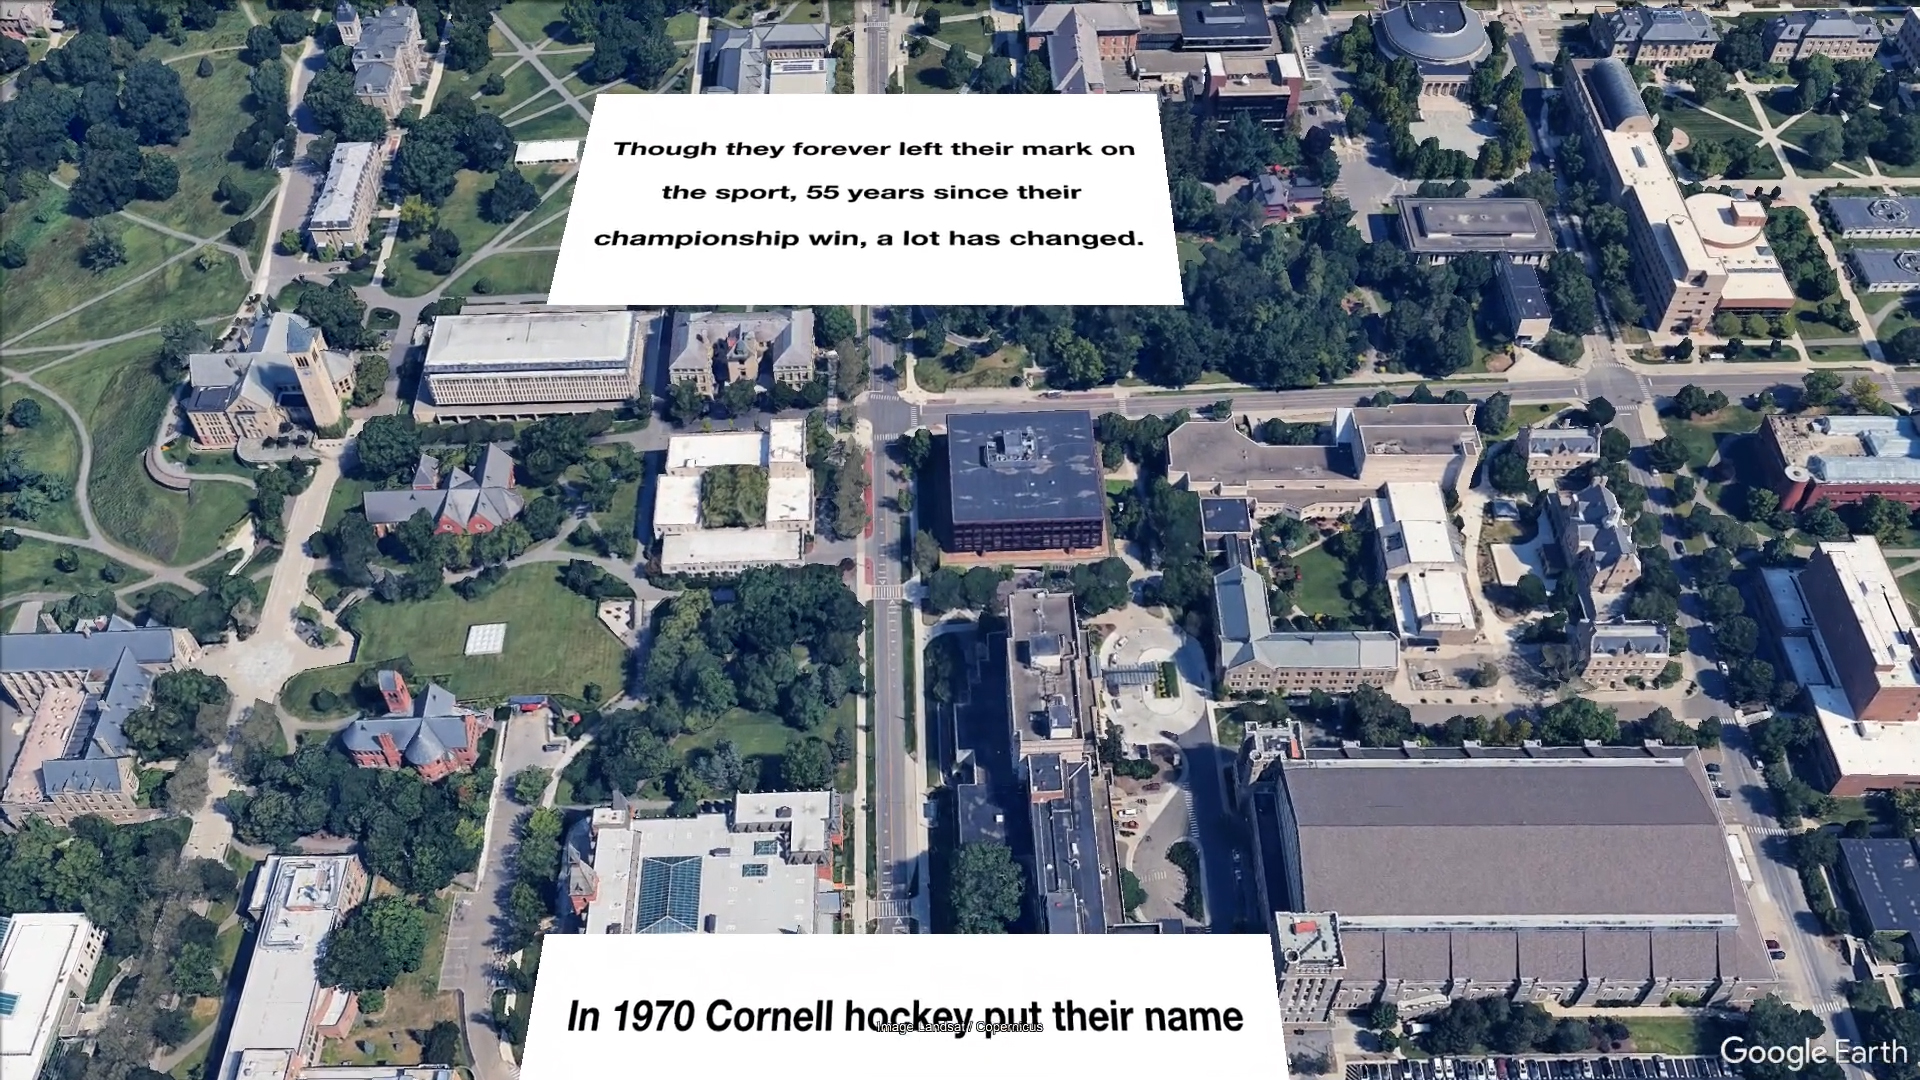 Though they forever left their mark on
the sport, 55 years since their
championship win, a lot has changed.
In 1970 Cornell hockey put their name
Image Landsat / Copernicus
Google Earth